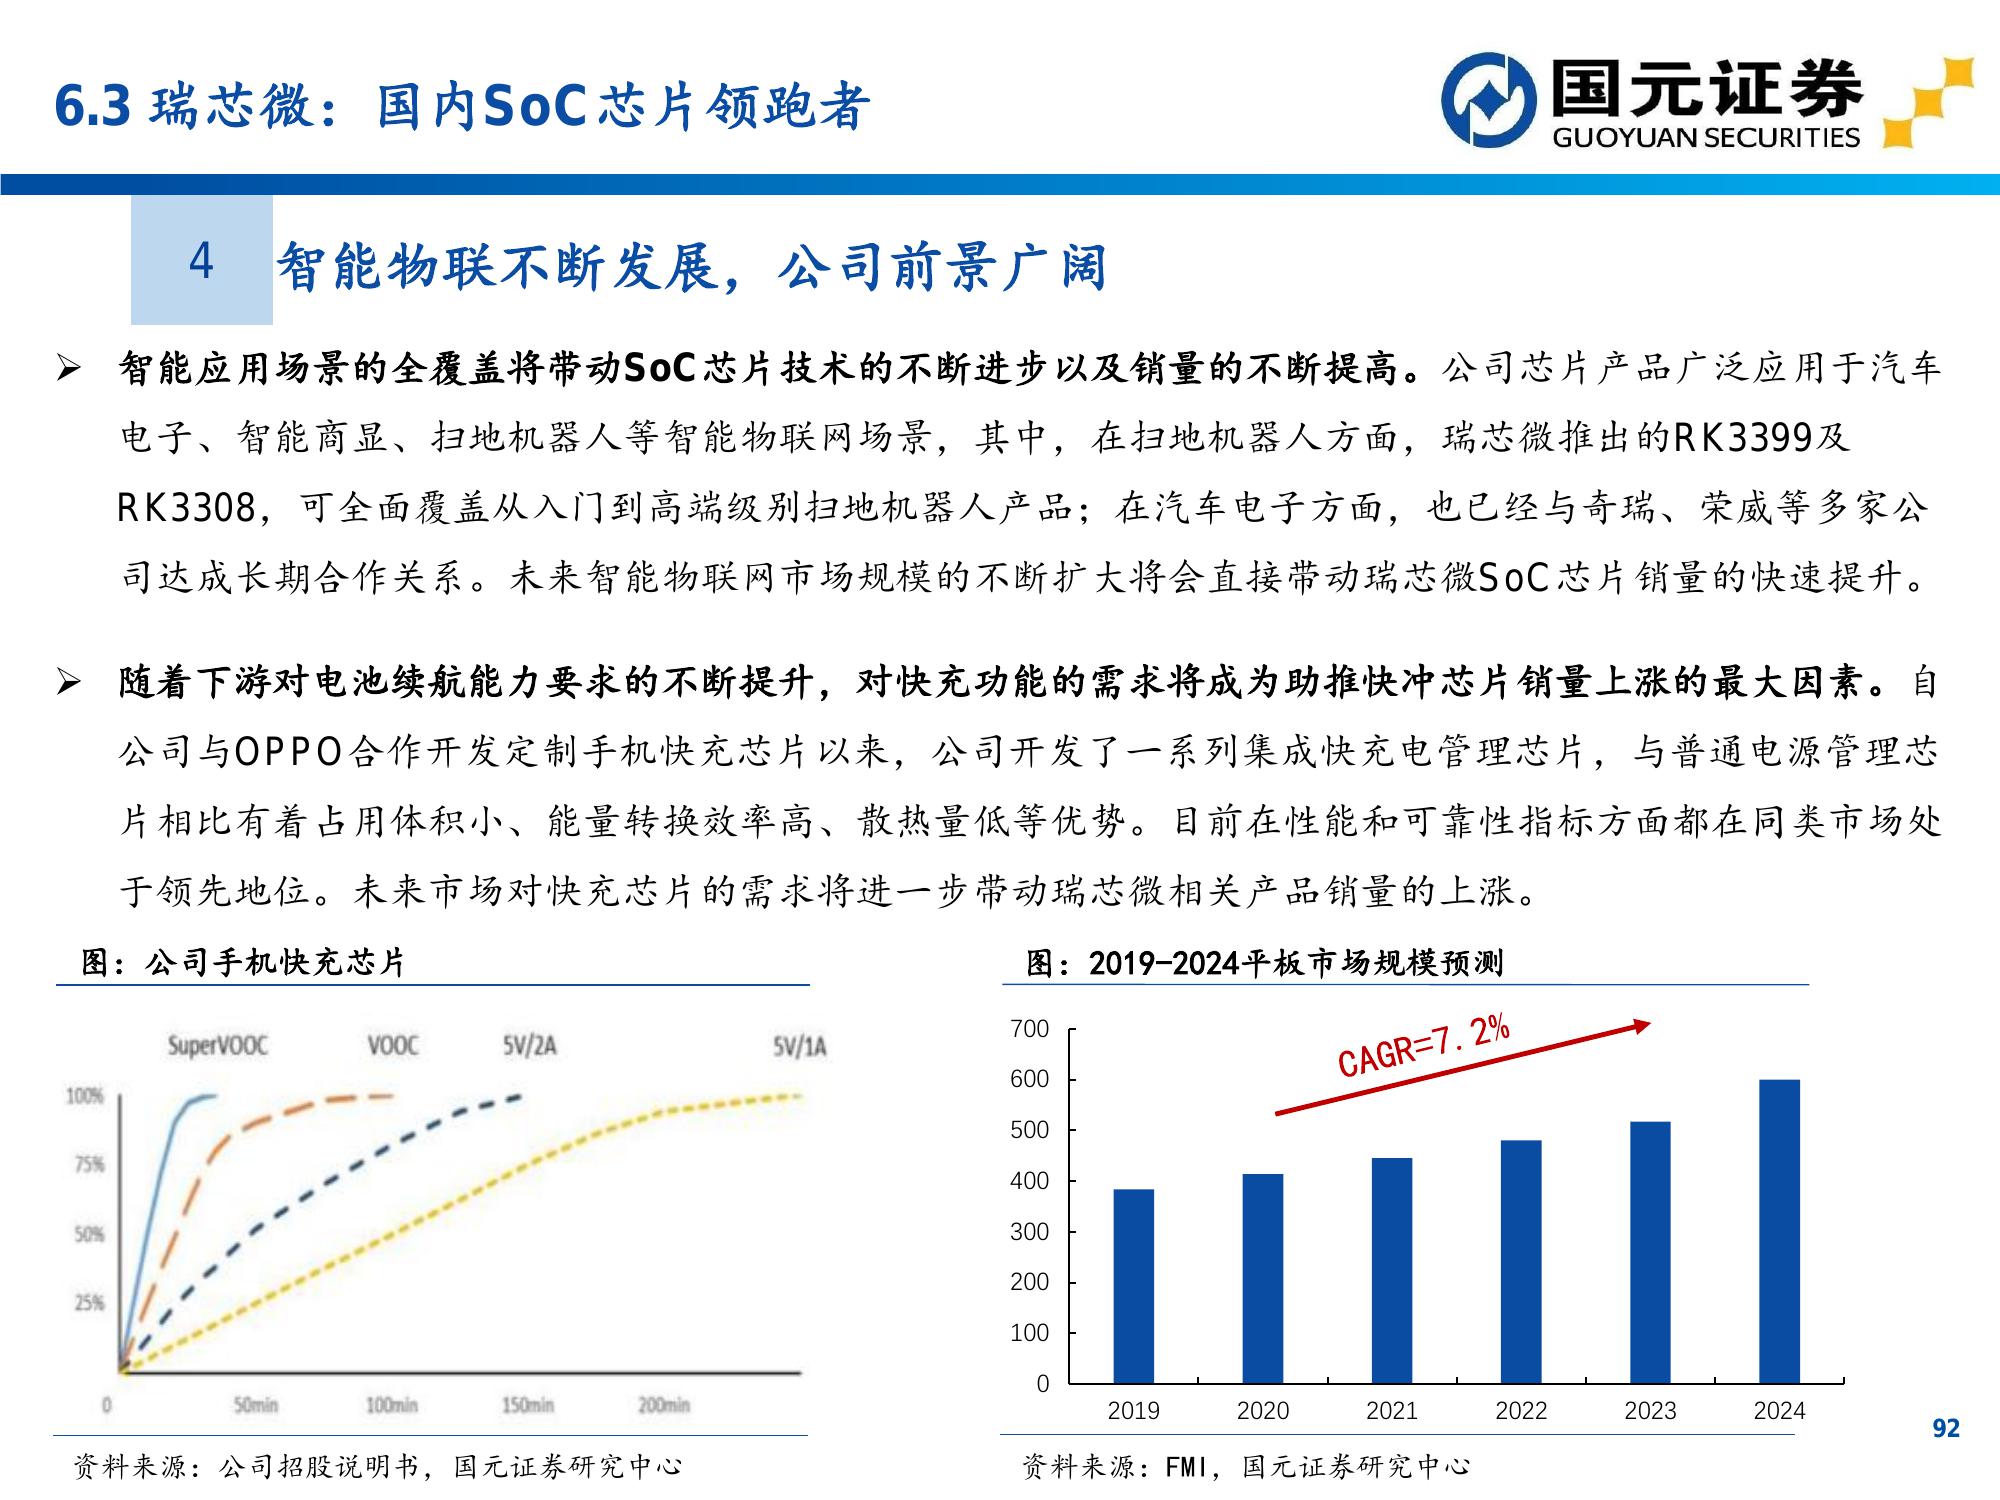 6.3 瑞芯微：国内SoC芯片领跑者
国元证券
GUOYUAN SECURITIES
4
智能物联不断发展，公司前景广阔
➢ 智能应用场景的全覆盖将带动SoC芯片技术的不断进步以及销量的不断提高。公司芯片产品广泛应用于汽车
电子、智能商显、扫地机器人等智能物联网场景，其中，在扫地机器人方面，瑞芯微推出的RK3399及
RK3308，可全面覆盖从入门到高端级别扫地机器人产品；在汽车电子方面，也已经与奇瑞、荣威等多家公
司达成长期合作关系。未来智能物联网市场规模的不断扩大将会直接带动瑞芯微SoC芯片销量的快速提升。
➢ 随着下游对电池续航能力要求的不断提升，对快充功能的需求将成为助推快冲芯片销量上涨的最大因素。自
公司与OPPO合作开发定制手机快充芯片以来，公司开发了一系列集成快充电管理芯片，与普通电源管理芯
片相比有着占用体积小、能量转换效率高、散热量低等优势。目前在性能和可靠性指标方面都在同类市场处
于领先地位。未来市场对快充芯片的需求将进一步带动瑞芯微相关产品销量的上涨。
图：公司手机快充芯片
SuperVOOC VOOC 5V/2A 5V/1A
100%
75%
50%
25%
0 50min 100min 150min 200min
资料来源：公司招股说明书，国元证券研究中心
图：2019-2024平板市场规模预测
CAGR=7.2%
700
600
500
400
300
200
100
0
2019 2020 2021 2022 2023 2024
资料来源：FMI，国元证券研究中心
92